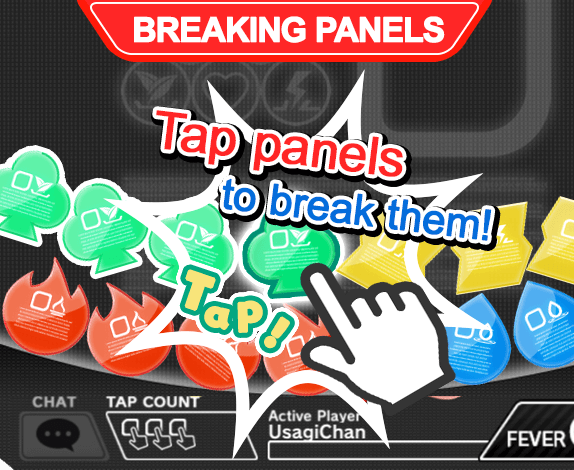 BREAKING PANELS
Tap panels
to break them!
TaP!
CHAT
TAP COUNT
Active Player
UsagiChan
FEVER